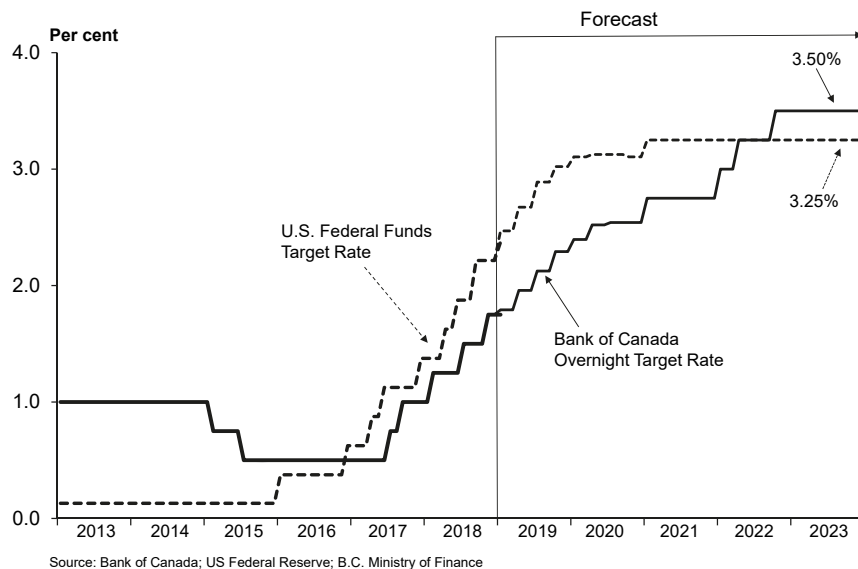 Forecast
Per cent
4.0
3.50%
3.0
3.25%
U.S. Federal Funds
Target Rate
2.0
Bank of Canada
Overnight Target Rate
1.0
0.0
2013 2014 2015 2016 2017 2018 2019 2020 2021 2022 2023
Source: Bank of Canada; US Federal Reserve; B.C. Ministry of Finance